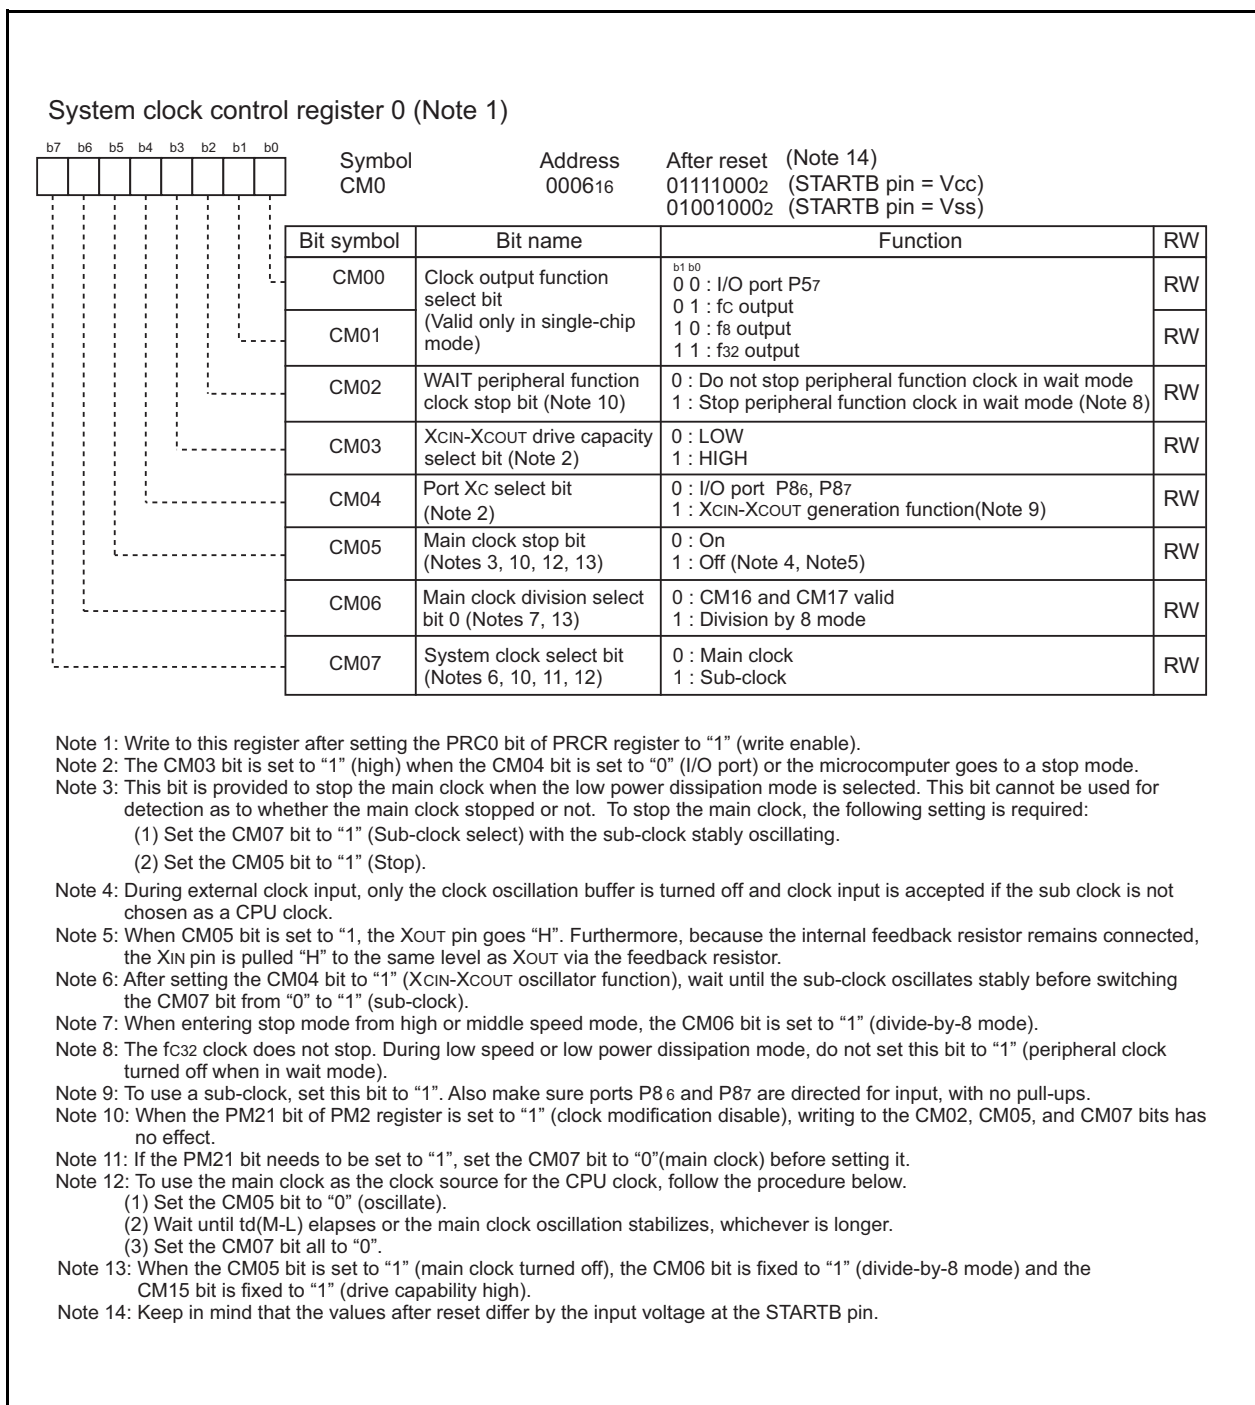 System clock control register 0 (Note 1)
b7 b6 b5 b4 b3 b2 b1 b0
Symbol Address After reset (Note 14)
CM0 000616 011110002 (STARTB pin = Vcc)
010010002 (STARTB pin = Vss)
Bit symbol Bit name Function RW
CM00 Clock output function select bit (Valid only in single-chip mode) RW
b1 b0
0 0 : I/O port P57
0 1 : fC output
CM01 RW
1 0 : f8 output
1 1 : f32 output
CM02 WAIT peripheral function 0 : Do not stop peripheral function clock in wait mode RW
clock stop bit (Note 10) 1 : Stop peripheral function clock in wait mode (Note 8)
CM03 XCIN-XCOUT drive capacity 0 : LOW RW
select bit (Note 2) 1 : HIGH
CM04 Port XC select bit 0 : I/O port P86, P87 RW
(Note 2) 1 : XCIN-XCOUT generation function(Note 9)
CM05 Main clock stop bit 0 : On RW
(Notes 3, 10, 12, 13) 1 : Off (Note 4, Note5)
CM06 Main clock division select 0 : CM16 and CM17 valid RW
bit 0 (Notes 7, 13) 1 : Division by 8 mode
CM07 System clock select bit 0 : Main clock RW
(Notes 6, 10, 11, 12) 1 : Sub-clock
Note 1: Write to this register after setting the PRC0 bit of PRCR register to “1” (write enable).
Note 2: The CM03 bit is set to “1” (high) when the CM04 bit is set to “0” (I/O port) or the microcomputer goes to a stop mode.
Note 3: This bit is provided to stop the main clock when the low power dissipation mode is selected. This bit cannot be used for
detection as to whether the main clock stopped or not. To stop the main clock, the following setting is required:
(1) Set the CM07 bit to “1” (Sub-clock select) with the sub-clock stably oscillating.
(2) Set the CM05 bit to “1” (Stop).
Note 4: During external clock input, only the clock oscillation buffer is turned off and clock input is accepted if the sub clock is not
chosen as a CPU clock.
Note 5: When CM05 bit is set to “1, the XOUT pin goes “H”. Furthermore, because the internal feedback resistor remains connected,
the XIN pin is pulled “H” to the same level as XOUT via the feedback resistor.
Note 6: After setting the CM04 bit to “1” (XCIN-XCOUT oscillator function), wait until the sub-clock oscillates stably before switching
the CM07 bit from “0” to “1” (sub-clock).
Note 7: When entering stop mode from high or middle speed mode, the CM06 bit is set to “1” (divide-by-8 mode).
Note 8: The fC32 clock does not stop. During low speed or low power dissipation mode, do not set this bit to “1” (peripheral clock
turned off when in wait mode).
Note 9: To use a sub-clock, set this bit to “1”. Also make sure ports P86 and P87 are directed for input, with no pull-ups.
Note 10: When the PM21 bit of PM2 register is set to “1” (clock modification disable), writing to the CM02, CM05, and CM07 bits has
no effect.
Note 11: If the PM21 bit needs to be set to “1”, set the CM07 bit to “0”(main clock) before setting it.
Note 12: To use the main clock as the clock source for the CPU clock, follow the procedure below.
(1) Set the CM05 bit to “0” (oscillate).
(2) Wait until td(M-L) elapses or the main clock oscillation stabilizes, whichever is longer.
(3) Set the CM07 bit all to “0”.
Note 13: When the CM05 bit is set to “1” (main clock turned off), the CM06 bit is fixed to “1” (divide-by-8 mode) and the
CM15 bit is fixed to “1” (drive capability high).
Note 14: Keep in mind that the values after reset differ by the input voltage at the STARTB pin.